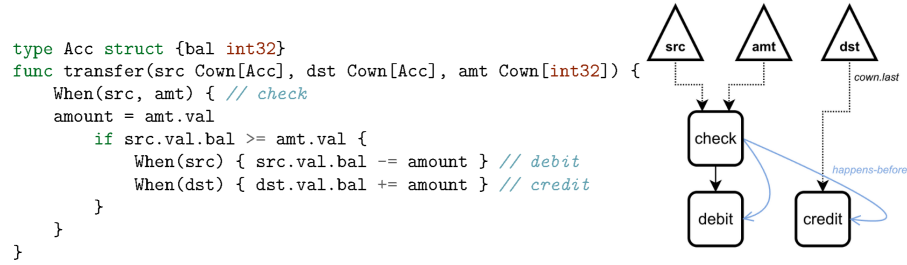 type Acc struct {bal int32}
func transfer(src Cown[Acc], dst Cown[Acc], amt Cown[int32]) {
    When(src, amt) { // check
    amount = amt.val
        if src.val.bal >= amt.val {
            When(src) { src.val.bal -= amount } // debit
            When(dst) { dst.val.bal += amount } // credit
        }
    }
}
src amt dst
cown.last
check
happens-before
debit credit